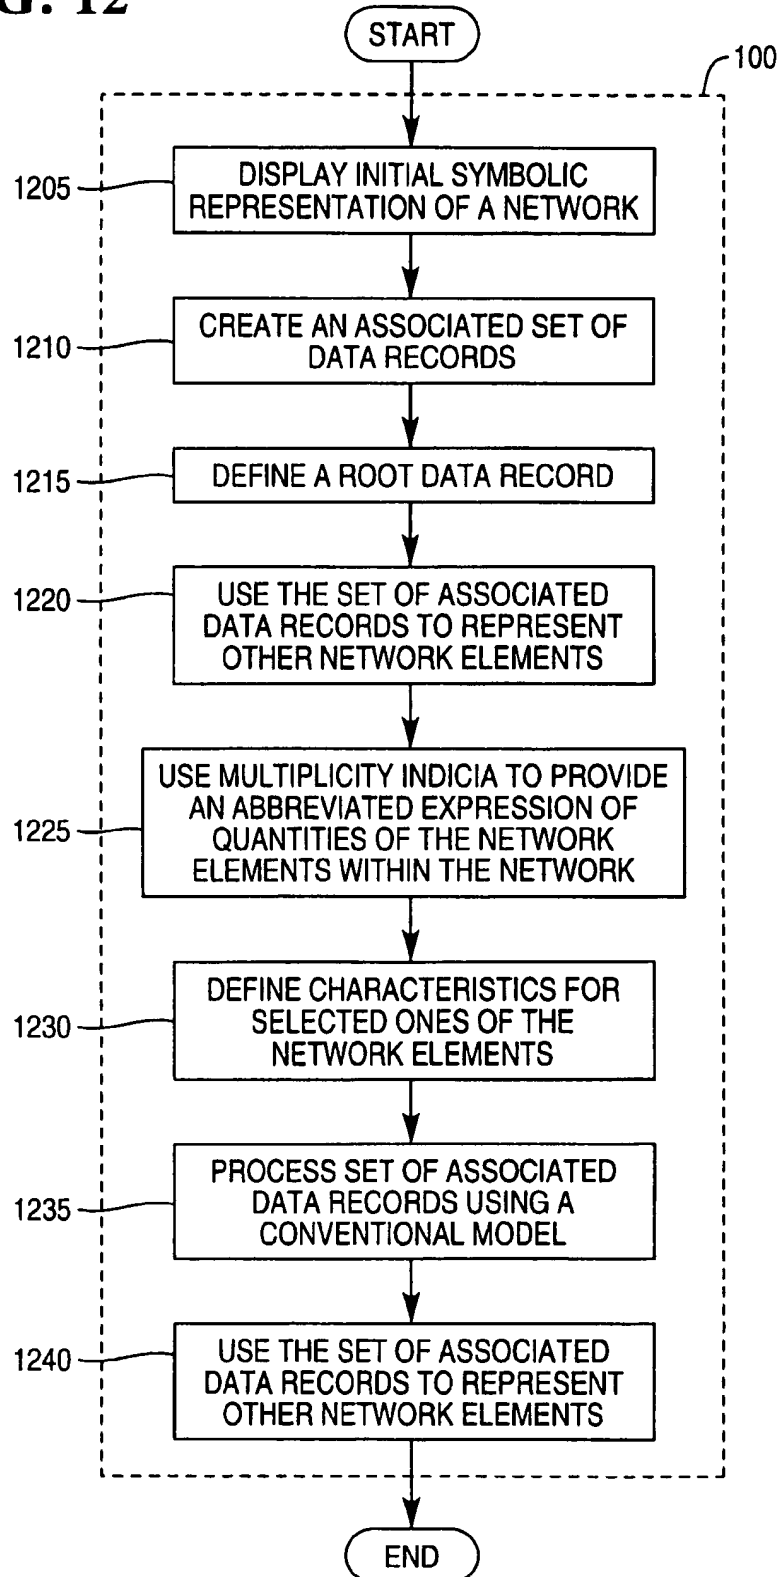 G. 12
START
100
1205
DISPLAY INITIAL SYMBOLIC
REPRESENTATION OF A NETWORK
1210
CREATE AN ASSOCIATED SET OF
DATA RECORDS
1215
DEFINE A ROOT DATA RECORD
1220
USE THE SET OF ASSOCIATED
DATA RECORDS TO REPRESENT
OTHER NETWORK ELEMENTS
1225
USE MULTIPLICITY INDICIA TO PROVIDE
AN ABBREVIATED EXPRESSION OF
QUANTITIES OF THE NETWORK
ELEMENTS WITHIN THE NETWORK
1230
DEFINE CHARACTERISTICS FOR
SELECTED ONES OF THE
NETWORK ELEMENTS
1235
PROCESS SET OF ASSOCIATED
DATA RECORDS USING A
CONVENTIONAL MODEL
1240
USE THE SET OF ASSOCIATED
DATA RECORDS TO REPRESENT
OTHER NETWORK ELEMENTS
END